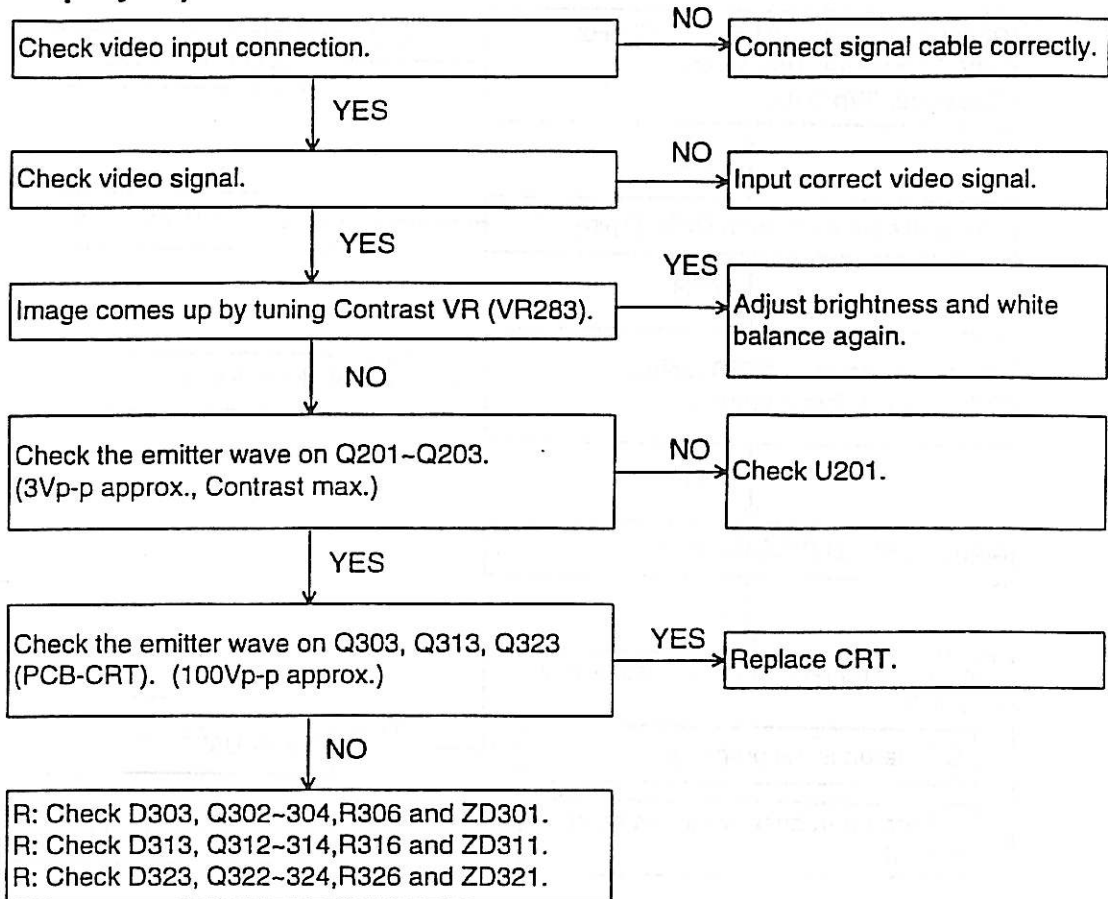 Check video input connection.
NO
Connect signal cable correctly.
YES
Check video signal.
NO
Input correct video signal.
YES
Image comes up by tuning Contrast VR (VR283).
YES
Adjust brightness and white
balance again.
NO
Check the emitter wave on Q201~Q203.
(3Vp-p approx., Contrast max.)
NO
Check U201.
YES
Check the emitter wave on Q303, Q313, Q323
(PCB-CRT). (100Vp-p approx.)
YES
Replace CRT.
NO
R: Check D303, Q302~304,R306 and ZD301.
R: Check D313, Q312~314,R316 and ZD311.
R: Check D323, Q322~324,R326 and ZD321.